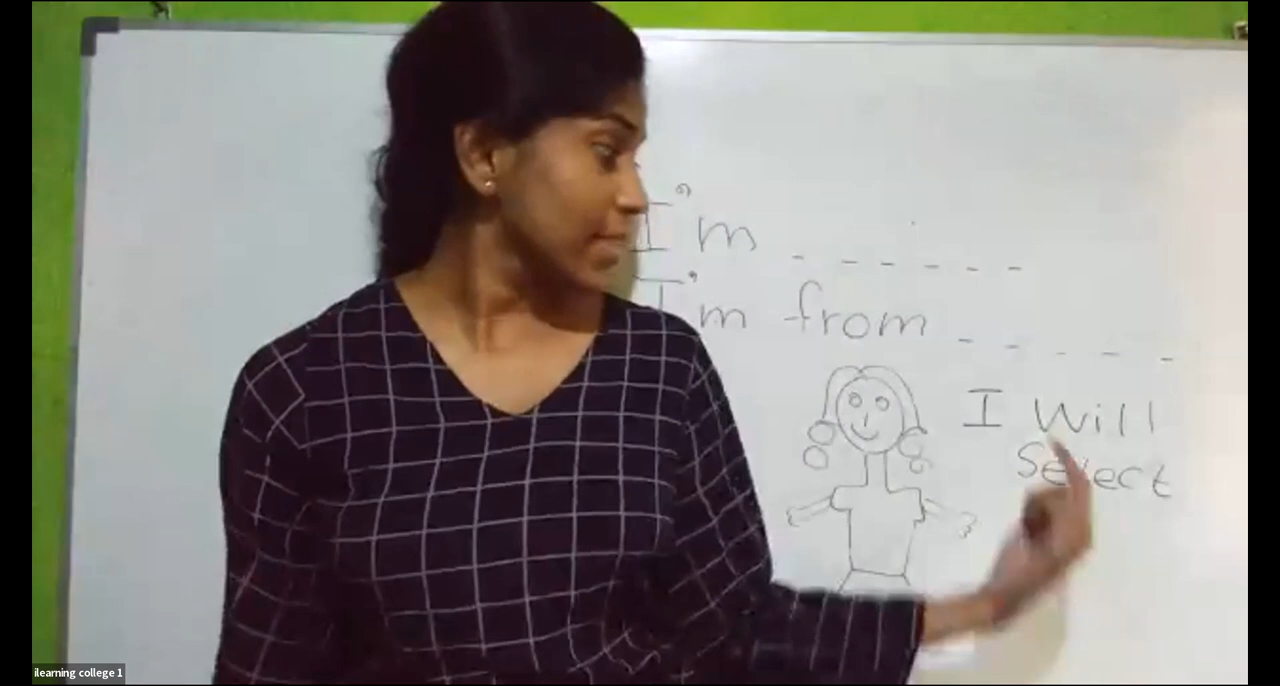 I'm ------
I'm from -----
I Will
Select
ilearning college 1